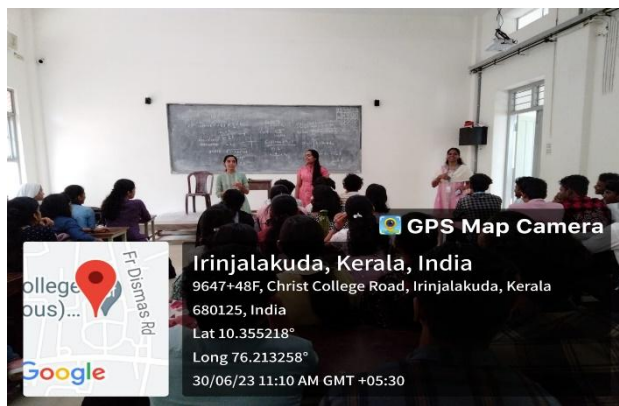 GPS Map Camera
Irinjalakuda, Kerala, India
9647+48F, Christ College Road, Irinjalakuda, Kerala
680125, India
Lat 10.355218°
Long 76.213258°
30/06/23 11:10 AM GMT +05:30
ollege
ous)...
Fr Dismas Rd
Google